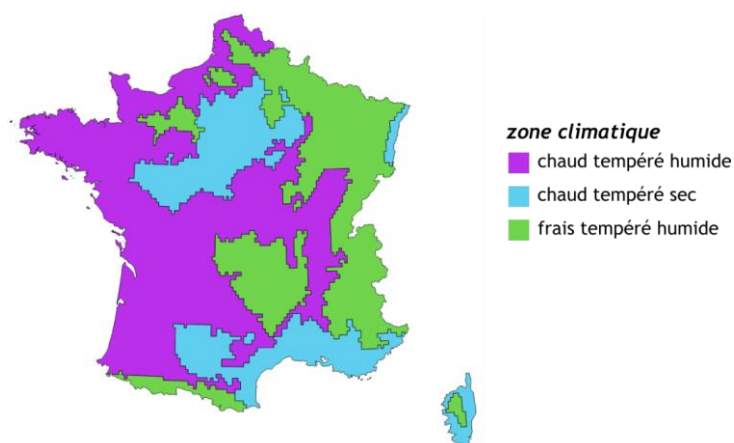 zone climatique
chaud tempéré humide
chaud tempéré sec
frais tempéré humide